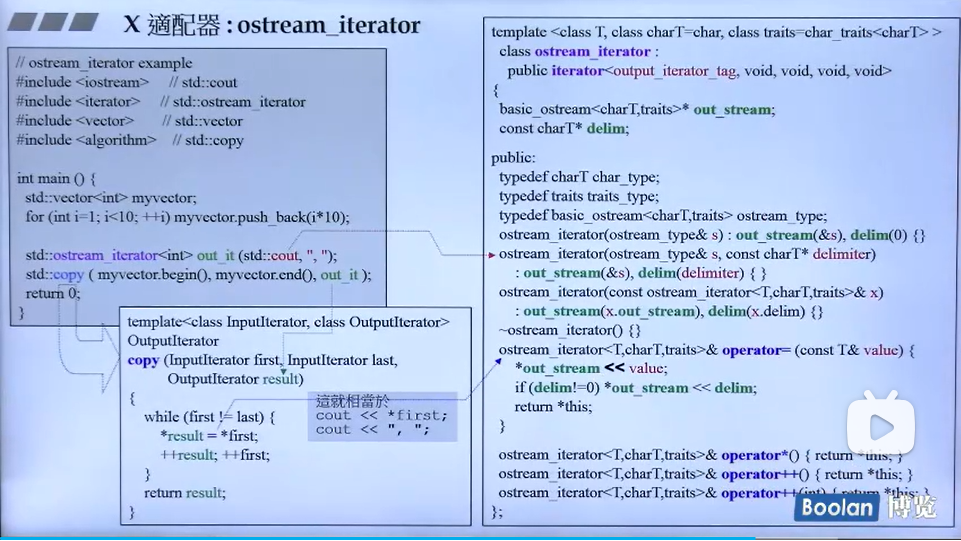 X 適配器 : ostream_iterator
// ostream_iterator example
#include <iostream> // std::cout
#include <iterator> // std::ostream_iterator
#include <vector> // std::vector
#include <algorithm> // std::copy
int main () {
std::vector<int> myvector;
for (int i=1; i<10; ++i) myvector.push_back(i*10);
std::ostream_iterator<int> out_it (std::cout, ", ");
std::copy ( myvector.begin(), myvector.end(), out_it );
return 0;
}
template<class InputIterator, class OutputIterator>
OutputIterator
copy (InputIterator first, InputIterator last,
OutputIterator result)
{
while (first != last) {
*result = *first;
++result; ++first;
}
return result;
}
這就相當於
cout << *first;
cout << ", ";
template <class T, class charT=char, class traits=char_traits<charT> >
class ostream_iterator :
public iterator<output_iterator_tag, void, void, void, void>
{
basic_ostream<charT,traits>* out_stream;
const charT* delim;
public:
typedef charT char_type;
typedef traits traits_type;
typedef basic_ostream<charT,traits> ostream_type;
ostream_iterator(ostream_type& s) : out_stream(&s), delim(0) {}
ostream_iterator(ostream_type& s, const charT* delimiter)
: out_stream(&s), delim(delimiter) { }
ostream_iterator(const ostream_iterator<T,charT,traits>& x)
: out_stream(x.out_stream), delim(x.delim) {}
~ostream_iterator() {}
ostream_iterator<T,charT,traits>& operator= (const T& value) {
*out_stream << value;
if (delim!=0) *out_stream << delim;
return *this;
}
ostream_iterator<T,charT,traits>& operator*() { return *this; }
ostream_iterator<T,charT,traits>& operator++() { return *this; }
ostream_iterator<T,charT,traits>& operator++(int) { return *this; }
};
Boolan 博览